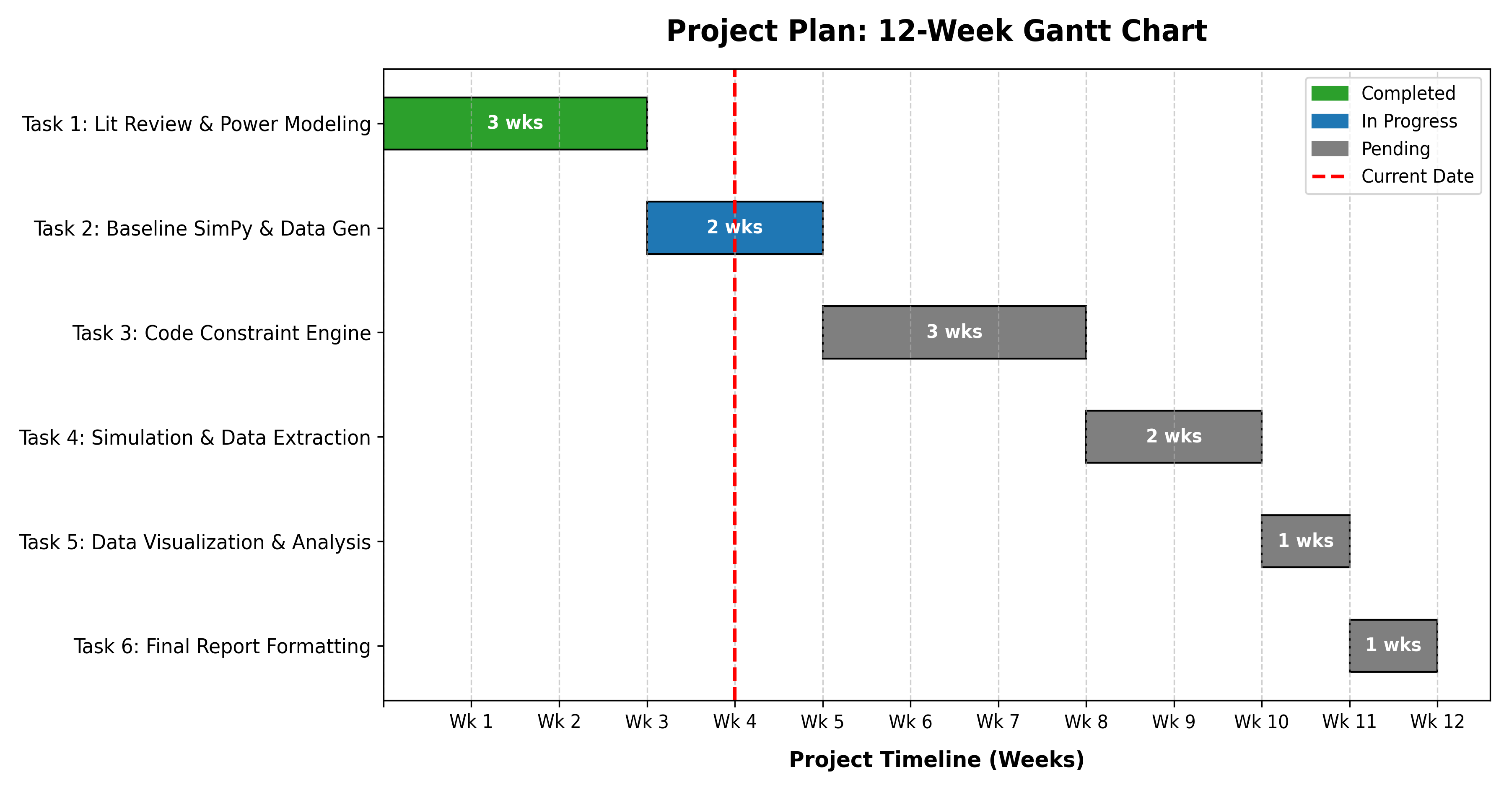 Project Plan: 12-Week Gantt Chart
Completed
In Progress
Pending
Current Date
Task 1: Lit Review & Power Modeling
3 wks
Task 2: Baseline SimPy & Data Gen
2 wks
Task 3: Code Constraint Engine
3 wks
Task 4: Simulation & Data Extraction
2 wks
Task 5: Data Visualization & Analysis
1 wks
Task 6: Final Report Formatting
1 wks
Wk 1 Wk 2 Wk 3 Wk 4 Wk 5 Wk 6 Wk 7 Wk 8 Wk 9 Wk 10 Wk 11 Wk 12
Project Timeline (Weeks)